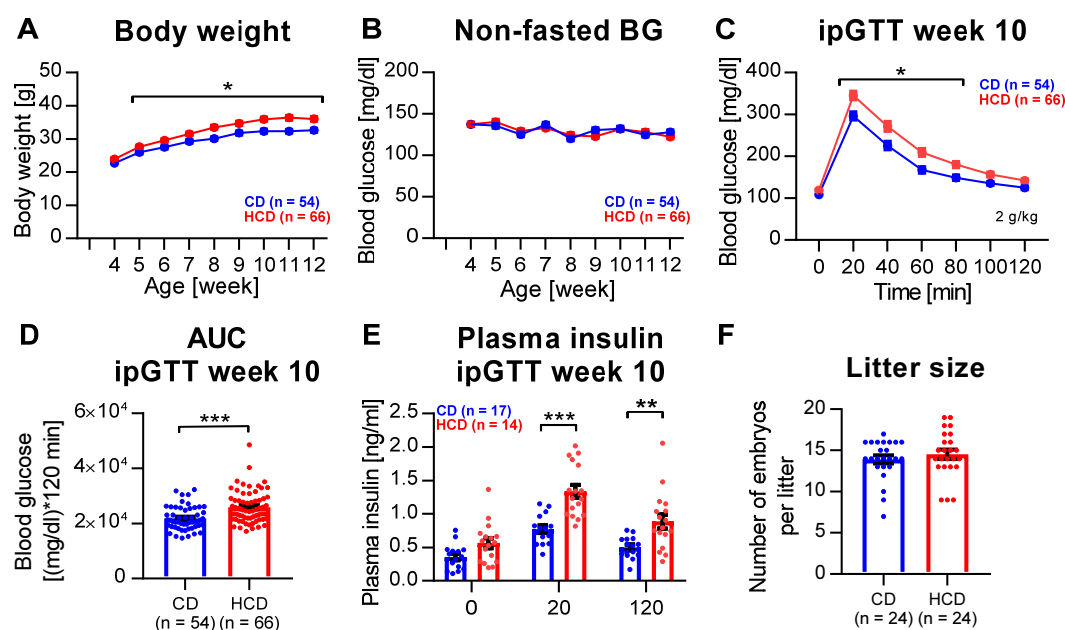 A Body weight
Body weight [g]
50
40
30
20
10
0
*
CD (n = 54)
HCD (n = 66)
4 5 6 7 8 9 10 11 12
Age [week]
B Non-fasted BG
Blood glucose [mg/dl]
200
150
100
50
0
CD (n = 54)
HCD (n = 66)
4 5 6 7 8 9 10 11 12
Age [week]
C ipGTT week 10
Blood glucose [mg/dl]
400
300
200
100
0
*
CD (n = 54)
HCD (n = 66)
2 g/kg
0 20 40 60 80 100 120
Time [min]
D AUC
ipGTT week 10
Blood glucose
[(mg/dl)*120 min]
6×10⁴
4×10⁴
2×10⁴
0
***
CD HCD
(n = 54) (n = 66)
E Plasma insulin
ipGTT week 10
Plasma insulin [ng/ml]
2.5
2.0
1.5
1.0
0.5
0.0
CD (n = 17)
HCD (n = 14)
***
**
0 20 120
F Litter size
Number of embryos
per litter
20
15
10
5
0
CD HCD
(n = 24) (n = 24)